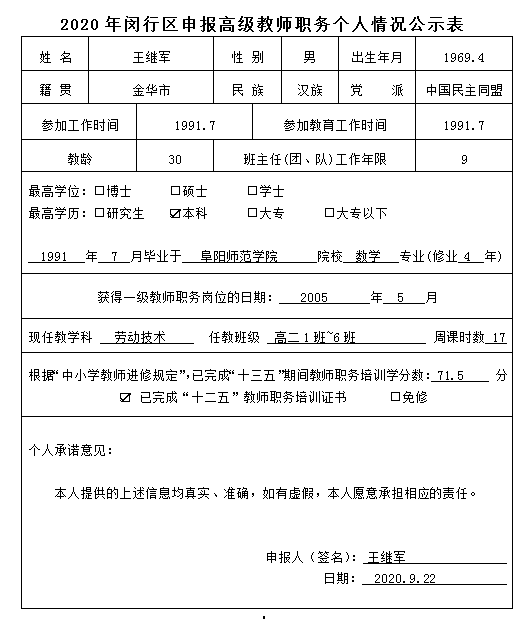 2020 年闵行区申报高级教师职务个人情况公示表
姓 名 王继军 性 别 男 出生年月 1969.4
籍 贯 金华市 民 族 汉族 党 派 中国民主同盟
参加工作时间 1991.7 参加教育工作时间 1991.7
教龄 30 班主任(团、队)工作年限 9
最高学位：□博士 □硕士 □学士
最高学历：□研究生 ☑本科 □大专 □大专以下
1991 年 7 月毕业于 阜阳师范学院 院校 数学 专业(修业 4 年)
获得一级教师职务岗位的日期： 2005 年 5 月
现任教学科 劳动技术 任教班级 高二 1 班~6 班 周课时数 17
根据“中小学教师进修规定”,已完成“十三五”期间教师职务培训学分数：71.5 分
☑ 已完成“十二五”教师职务培训证书 □免修
个人承诺意见：
本人提供的上述信息均真实、准确，如有虚假，本人愿意承担相应的责任。
申报人（签名）：王继军
日期： 2020.9.22